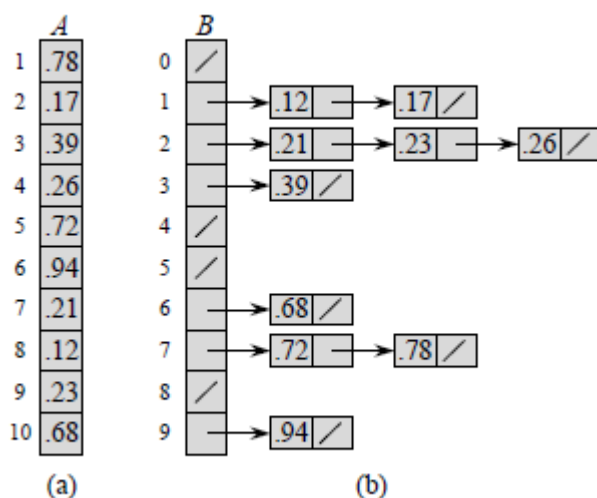 A B
1 .78 0
2 .17 1 .12 .17
3 .39 2 .21 .23 .26
4 .26 3 .39
5 .72 4
6 .94 5
7 .21 6 .68
8 .12 7 .72 .78
9 .23 8
10 .68 9 .94
(a) (b)